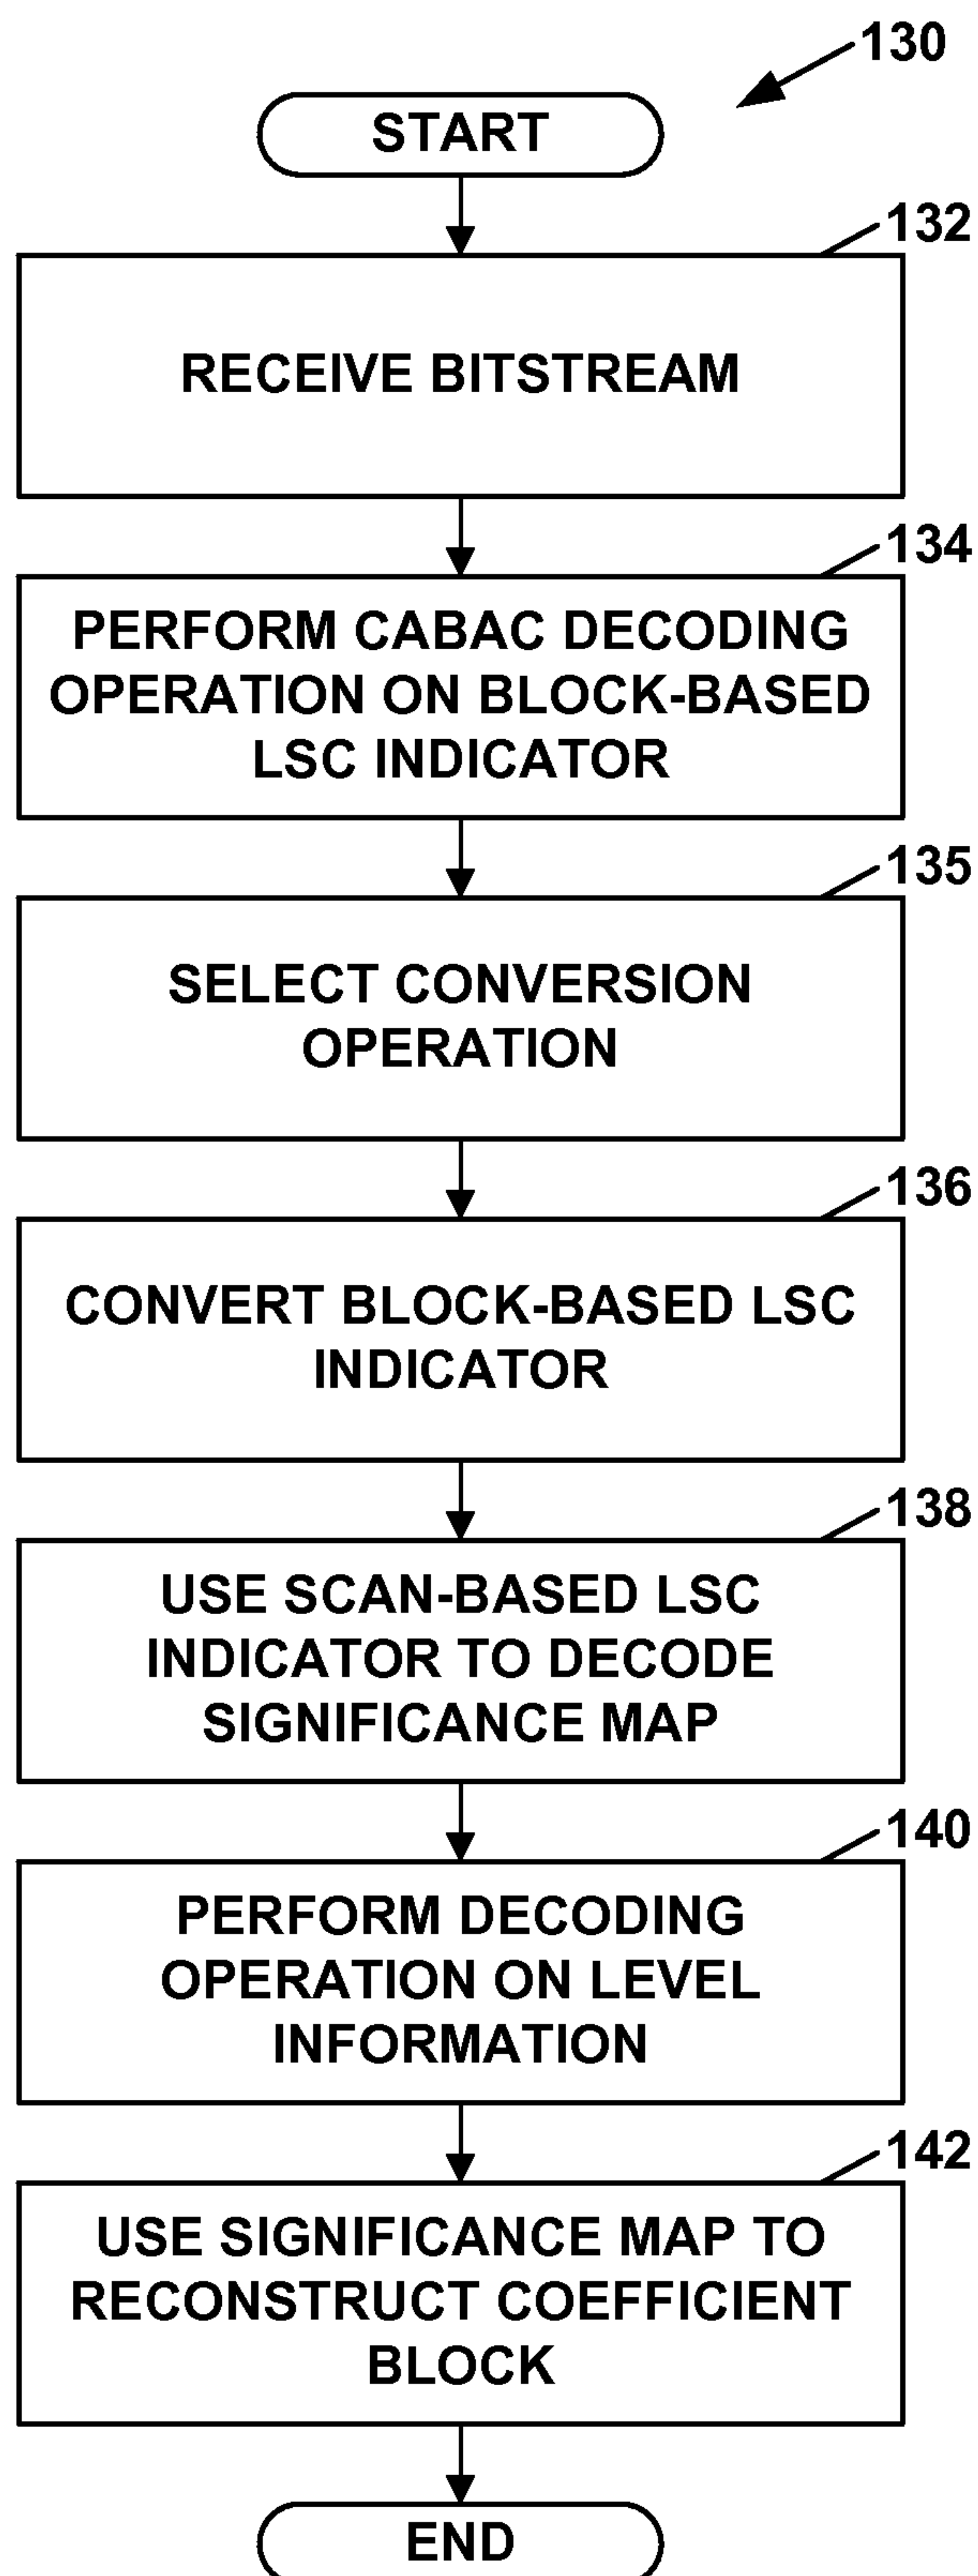 130
START
132
RECEIVE BITSTREAM
134
PERFORM CABAC DECODING
OPERATION ON BLOCK-BASED
LSC INDICATOR
135
SELECT CONVERSION
OPERATION
136
CONVERT BLOCK-BASED LSC
INDICATOR
138
USE SCAN-BASED LSC
INDICATOR TO DECODE
SIGNIFICANCE MAP
140
PERFORM DECODING
OPERATION ON LEVEL
INFORMATION
142
USE SIGNIFICANCE MAP TO
RECONSTRUCT COEFFICIENT
BLOCK
END